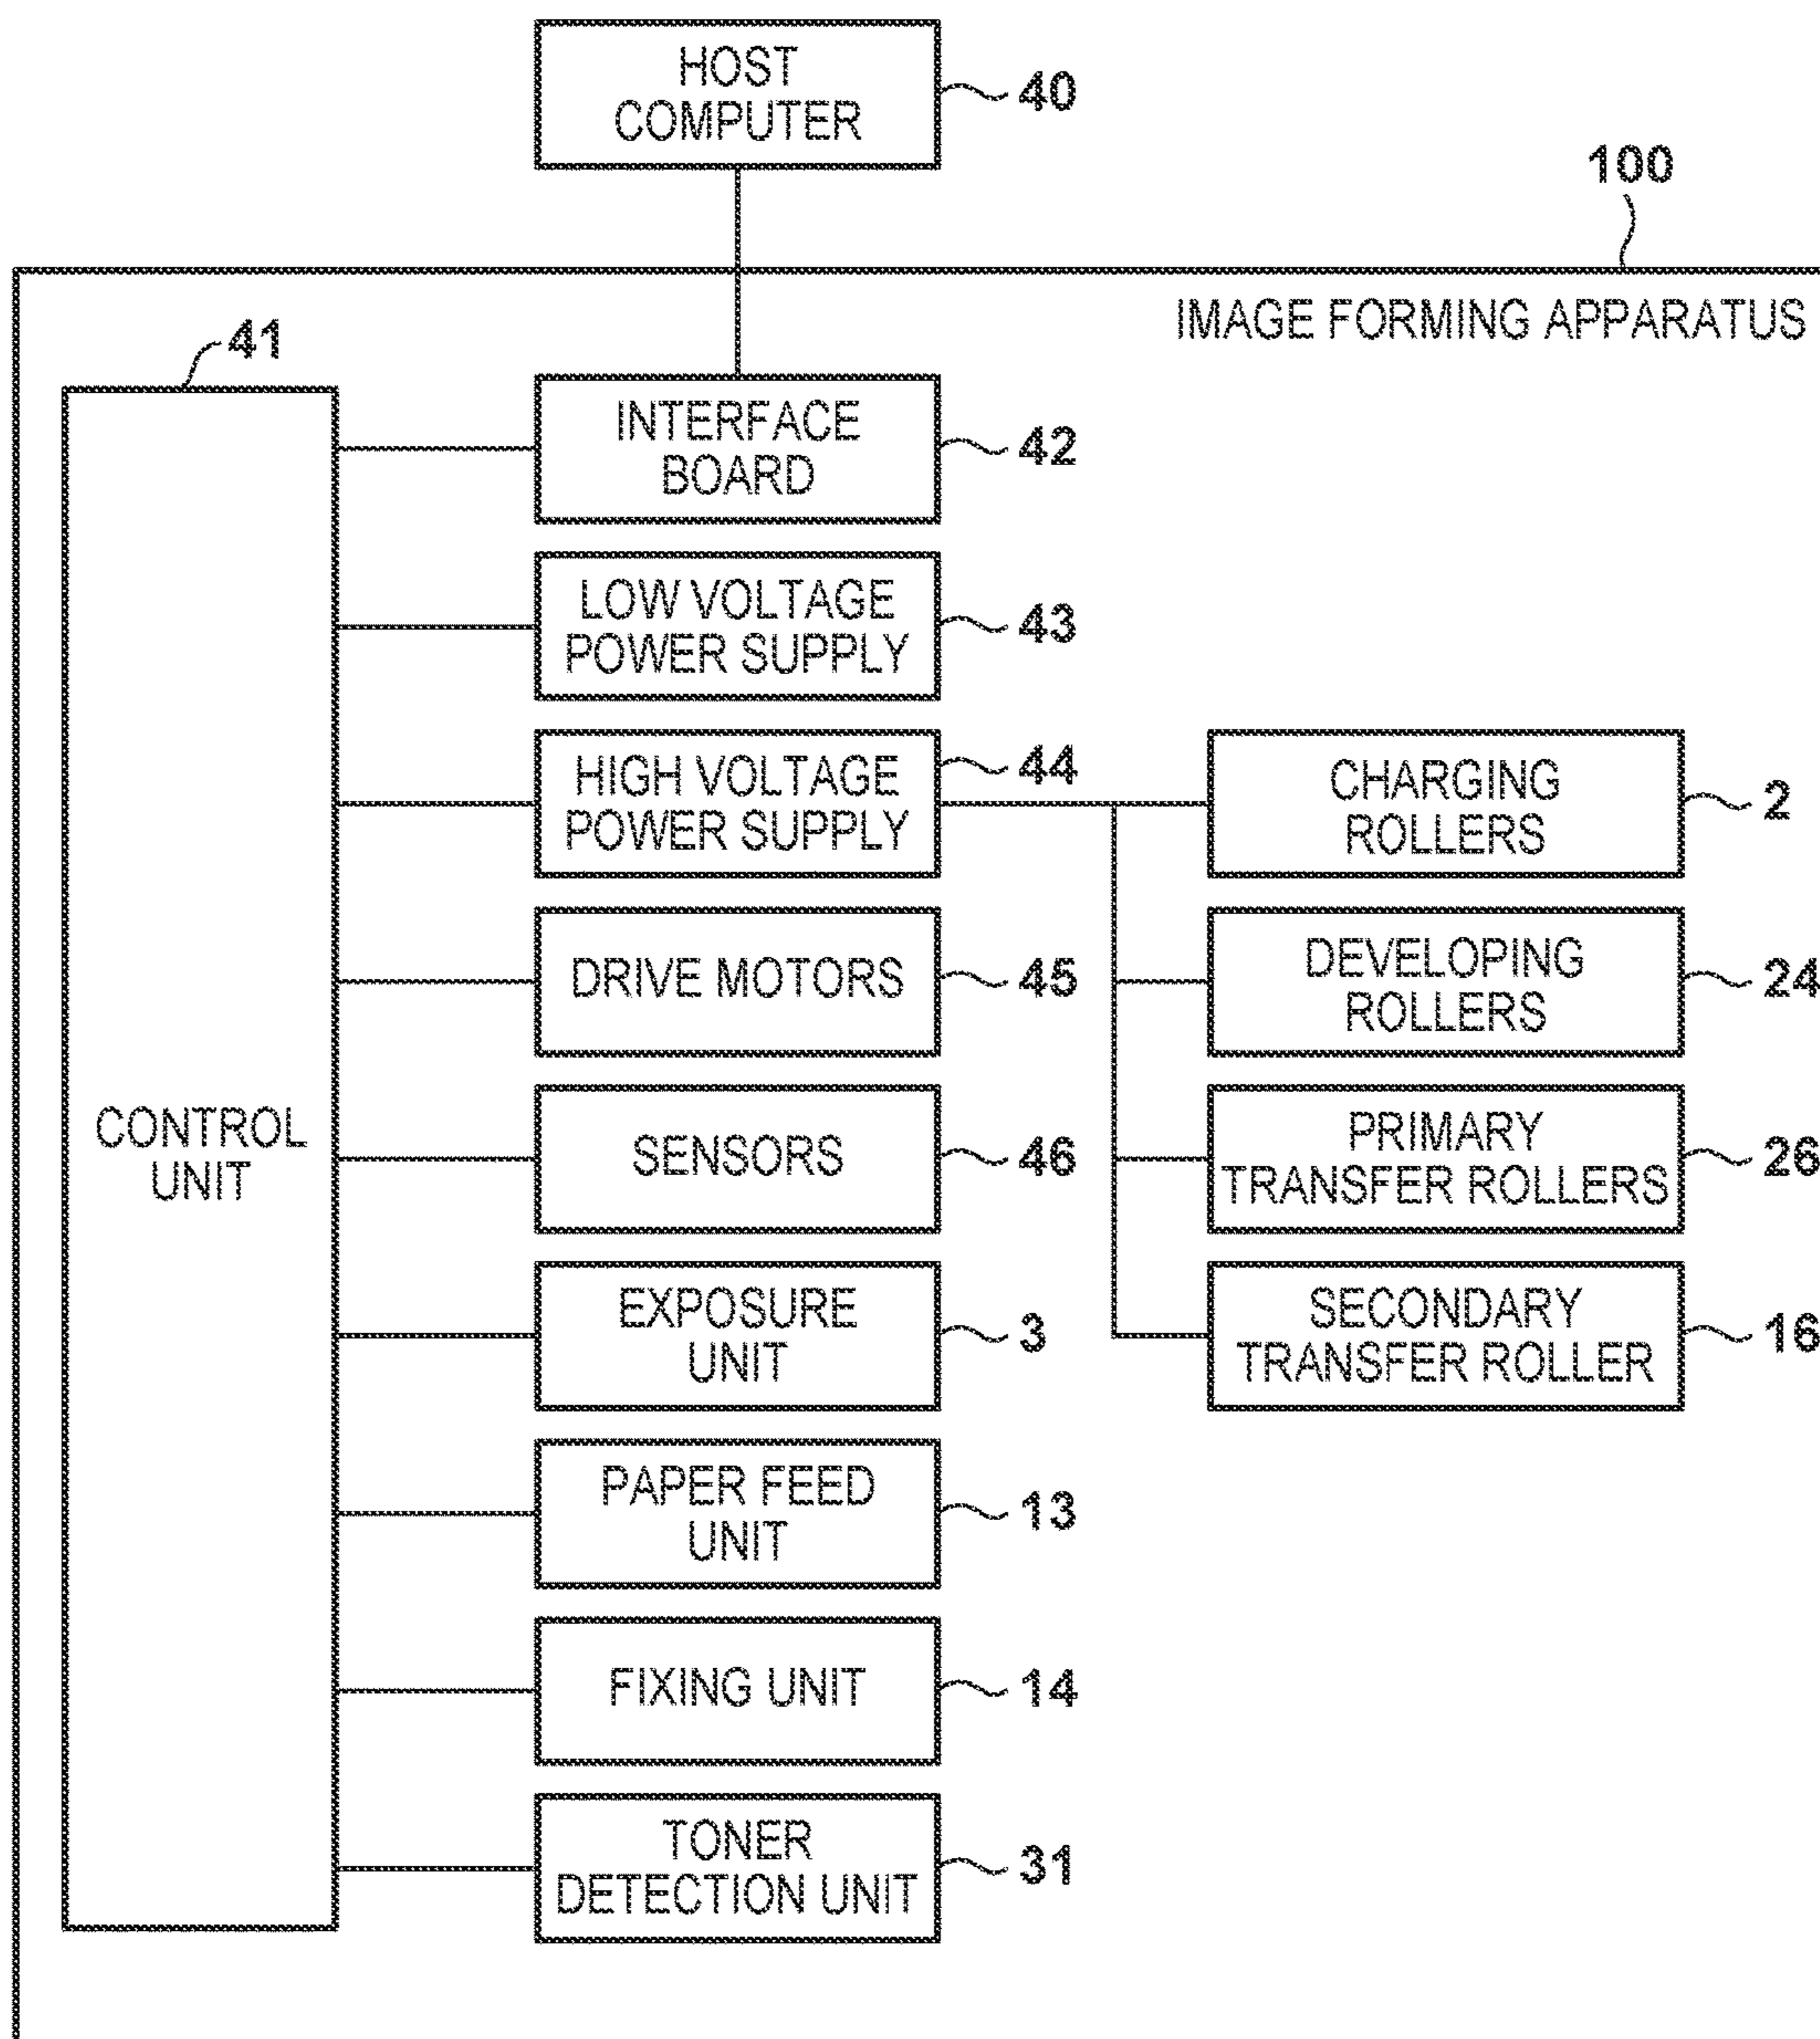 HOST
COMPUTER
40
100
IMAGE FORMING APPARATUS
41
CONTROL
UNIT
INTERFACE
BOARD
42
LOW VOLTAGE
POWER SUPPLY
43
HIGH VOLTAGE
POWER SUPPLY
44
CHARGING
ROLLERS
2
DRIVE MOTORS
45
DEVELOPING
ROLLERS
24
SENSORS
46
PRIMARY
TRANSFER ROLLERS
26
EXPOSURE
UNIT
3
SECONDARY
TRANSFER ROLLER
16
PAPER FEED
UNIT
13
FIXING UNIT
14
TONER
DETECTION UNIT
31